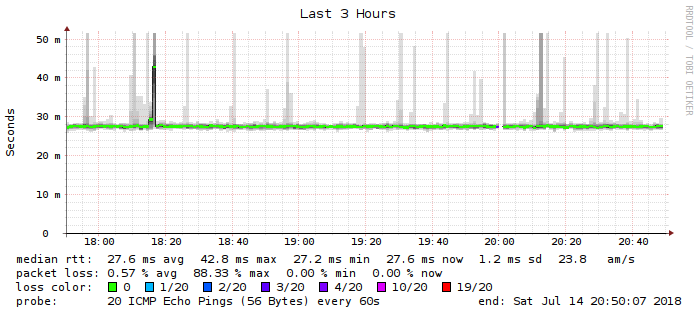 Last 3 Hours
RRDTOOL / TOBI OETIKER
Seconds
50 m
40 m
30 m
20 m
10 m
0
18:00 18:20 18:40 19:00 19:20 19:40 20:00 20:20 20:40
median rtt: 27.6 ms avg 42.8 ms max 27.2 ms min 27.6 ms now 1.2 ms sd 23.8 am/s
packet loss: 0.57 % avg 88.33 % max 0.00 % min 0.00 % now
loss color: 0 1/20 2/20 3/20 4/20 10/20 19/20
probe: 20 ICMP Echo Pings (56 Bytes) every 60s end: Sat Jul 14 20:50:07 2018